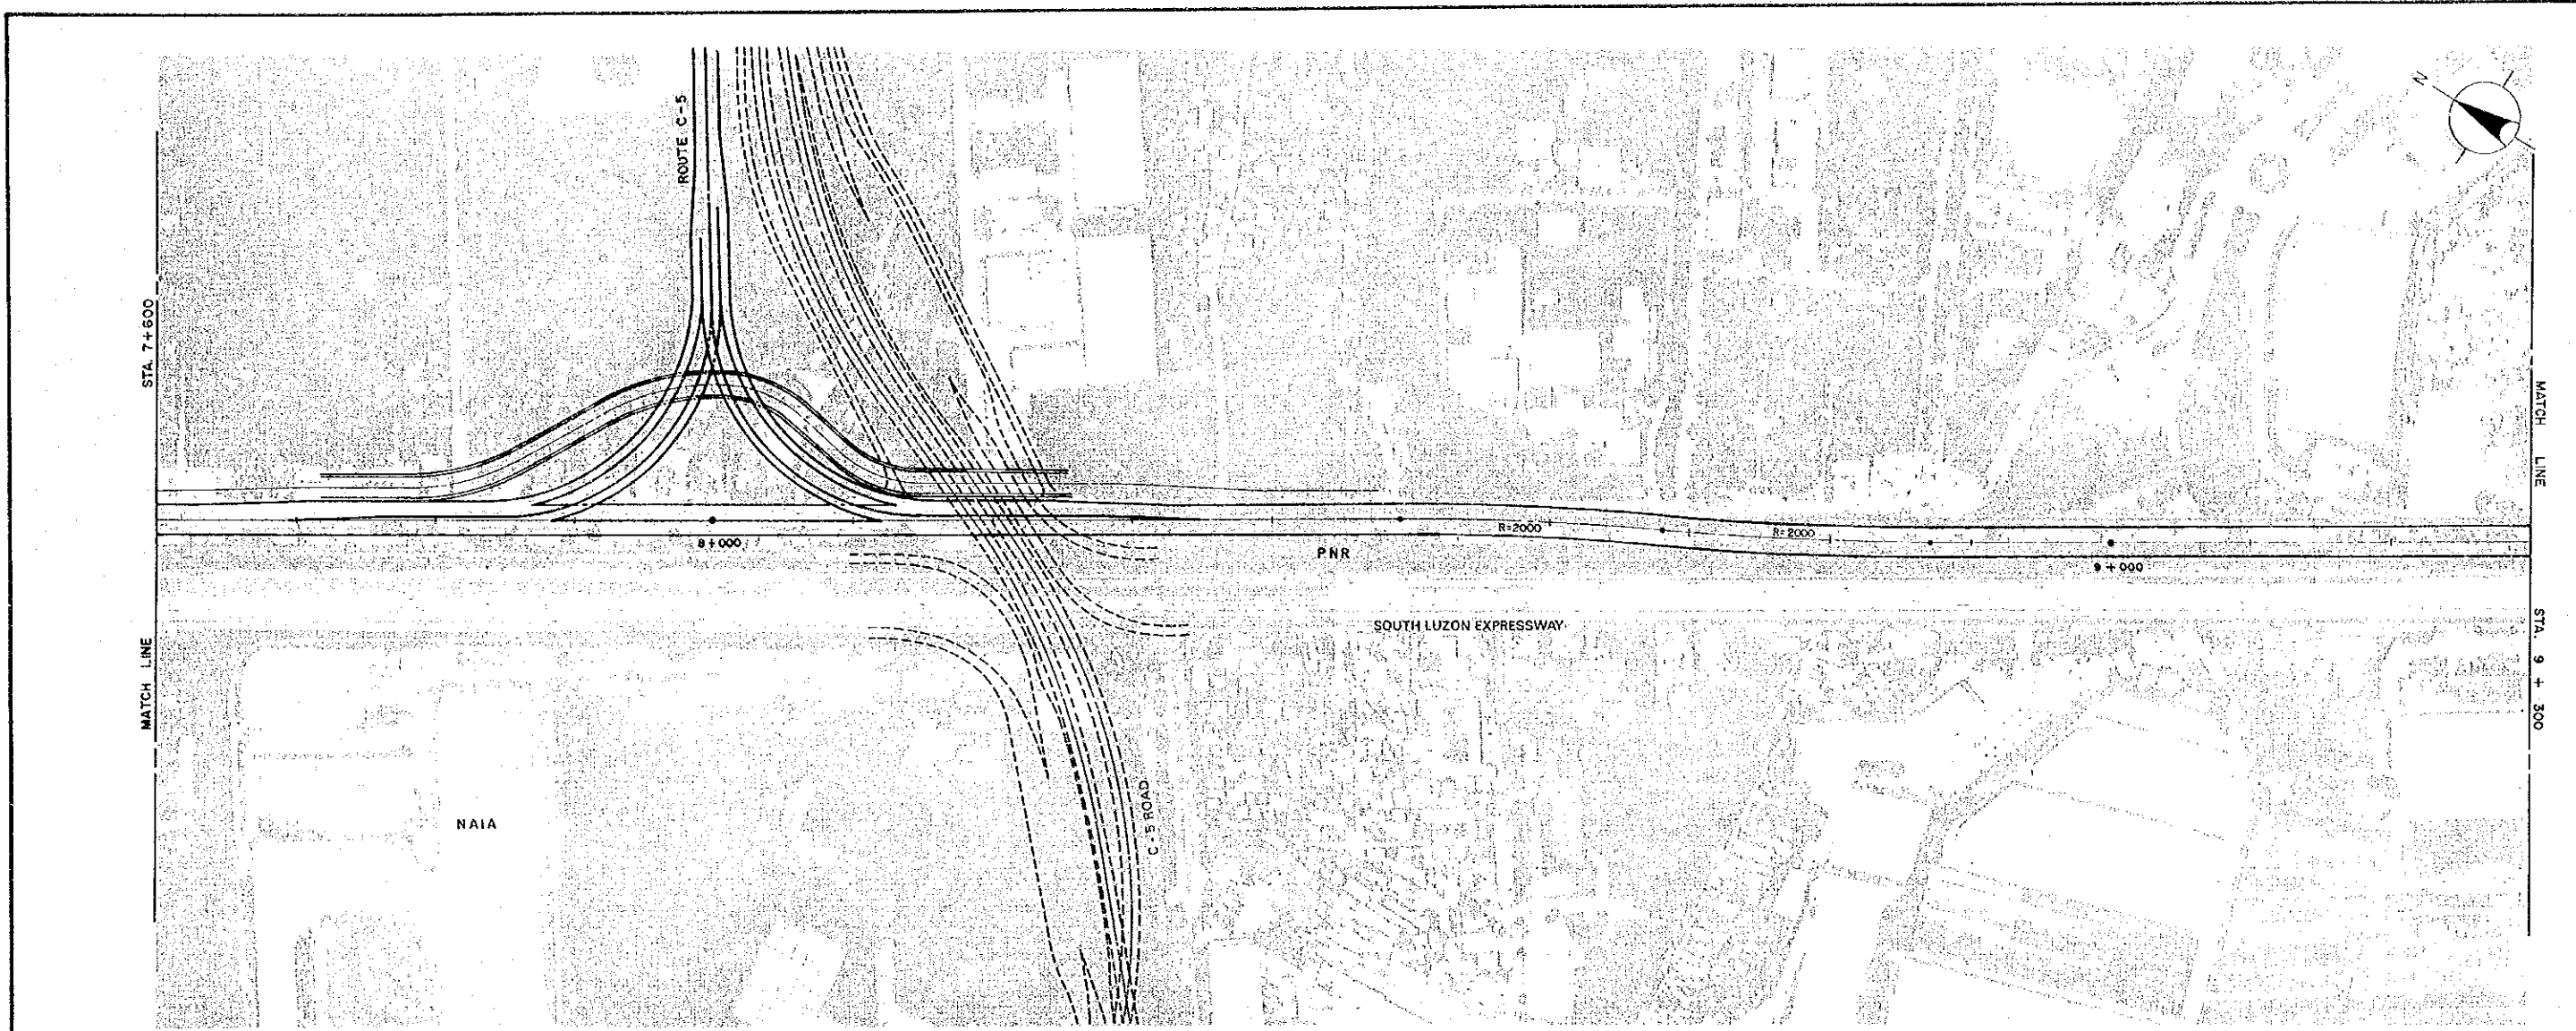 N
ROUTE C-5
STA. 7+600
MATCH LINE
MATCH LINE
STA. 9 + 300
8+000
R=2000
R=2000
PNR
9+000
SOUTH LUZON EXPRESSWAY
NAIA
C-5 ROAD